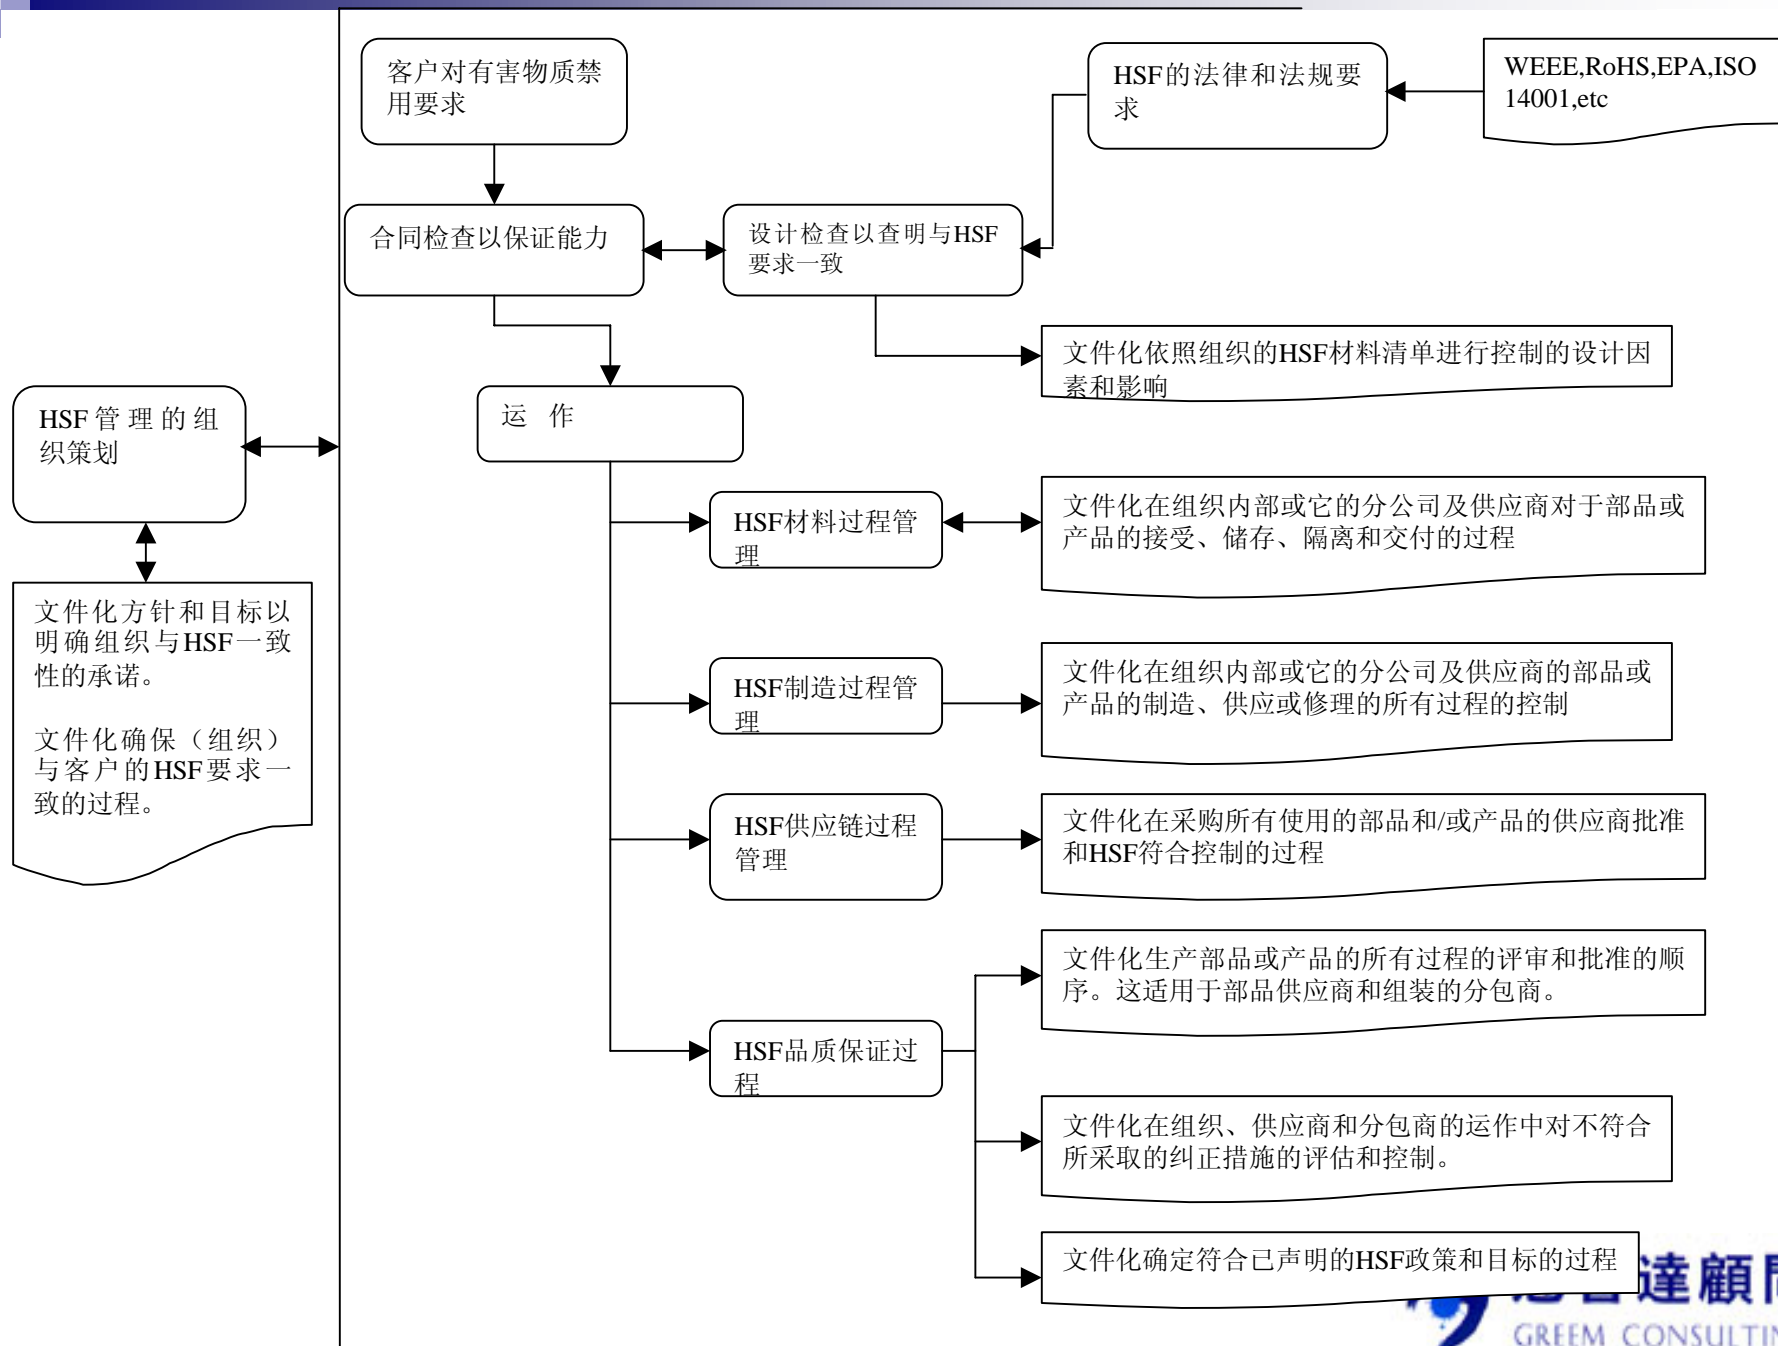 客户对有害物质禁
用要求
HSF的法律和法规要
求
WEEE,RoHS,EPA,ISO
14001,etc
合同检查以保证能力
设计检查以查明与HSF
要求一致
文件化依照组织的HSF材料清单进行控制的设计因
素和影响
HSF管理的组
织策划
运 作
HSF材料过程管
理
文件化在组织内部或它的分公司及供应商对于部品或
产品的接受、储存、隔离和交付的过程
文件化方针和目标以
明确组织与HSF一致
性的承诺。
文件化确保（组织）
与客户的HSF要求一
致的过程。
HSF制造过程管
理
文件化在组织内部或它的分公司及供应商的部品或
产品的制造、供应或修理的所有过程的控制
HSF供应链过程
管理
文件化在采购所有使用的部品和/或产品的供应商批准
和HSF符合控制的过程
文件化生产部品或产品的所有过程的评审和批准的顺
序。这适用于部品供应商和组装的分包商。
HSF品质保证过
程
文件化在组织、供应商和分包商的运作中对不符合
所采取的纠正措施的评估和控制。
文件化确定符合已声明的HSF政策和目标的过程
達顧問
GREEM CONSULTIN